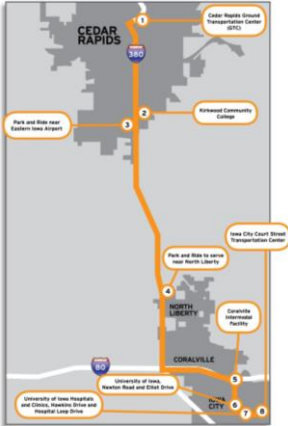 1
Cedar Rapids Ground
Transportation Center
(GTC)
CEDAR
RAPIDS
380
2
Kirkwood Community
College
Park and Ride near
Eastern Iowa Airport
3
Iowa City Court Street
Transportation Center
Park and Ride to serve
near North Liberty
4
NORTH
LIBERTY
Coralville
Intermodal
Facility
CORALVILLE
80
University of Iowa,
Newton Road and Elliot Drive
5
University of Iowa Hospitals
and Clinics, Hawkins Drive and
Hospital Loop Drive
IOWA
CITY
6
7
8